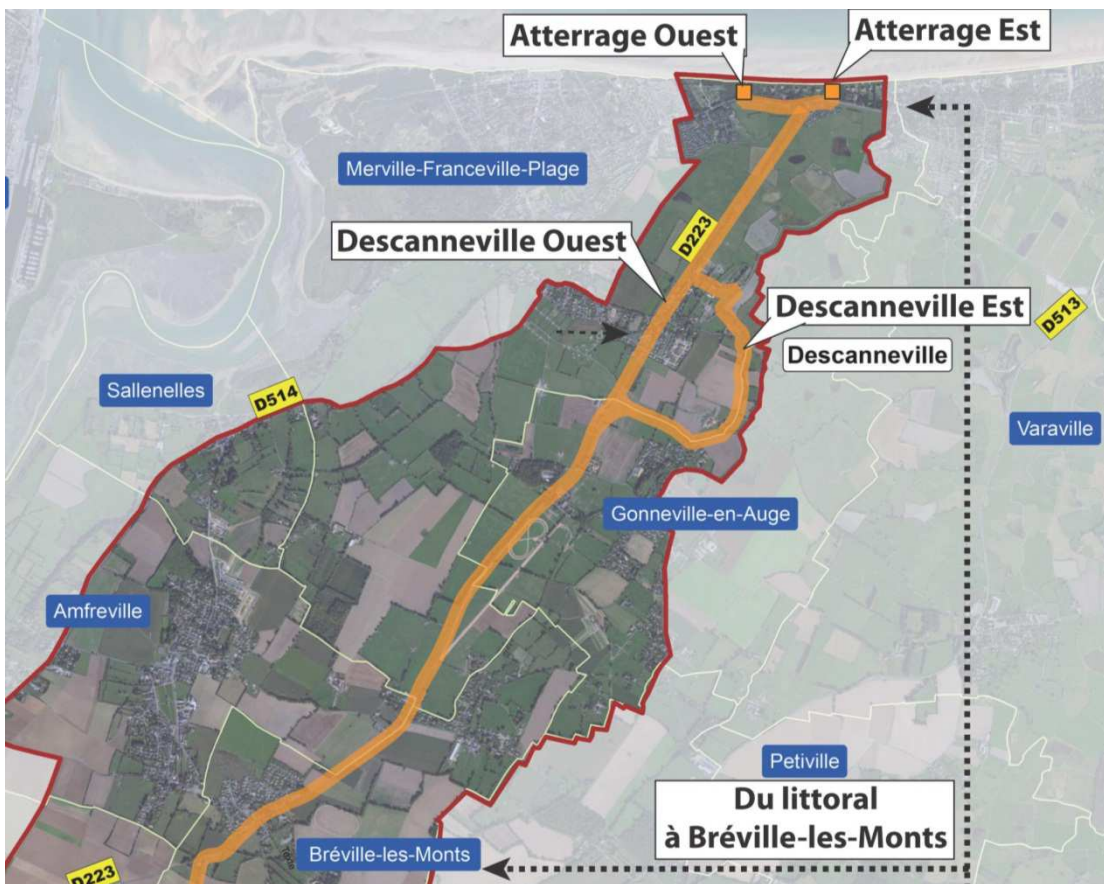 Atterrage Ouest
Atterrage Est
Merville-Franceville-Plage
Descanneville Ouest
D223
Descanneville Est
D513
Descanneville
Sallenelles
D514
Varaville
Gonneville-en-Auge
Amfreville
Petiville
Du littoral
à Bréville-les-Monts
Bréville-les-Monts
D223